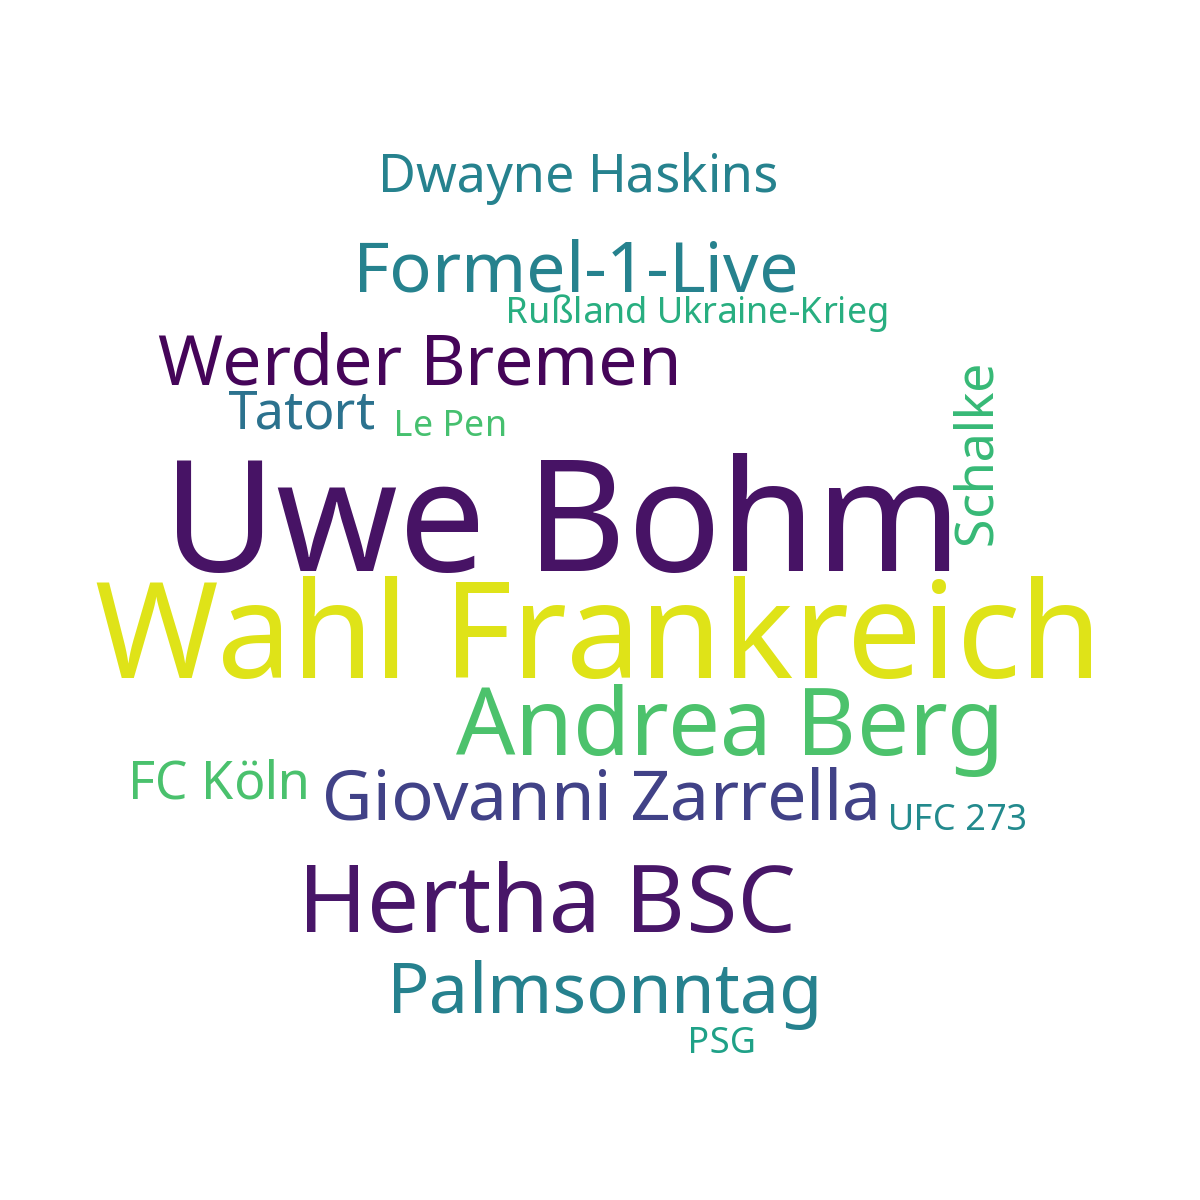 Dwayne Haskins
Formel-1-Live
Rußland Ukraine-Krieg
Werder Bremen
Schalke
Tatort
Le Pen
Uwe Bohm
Wahl Frankreich
Andrea Berg
FC Köln
Giovanni Zarrella
UFC 273
Hertha BSC
Palmsonntag
PSG